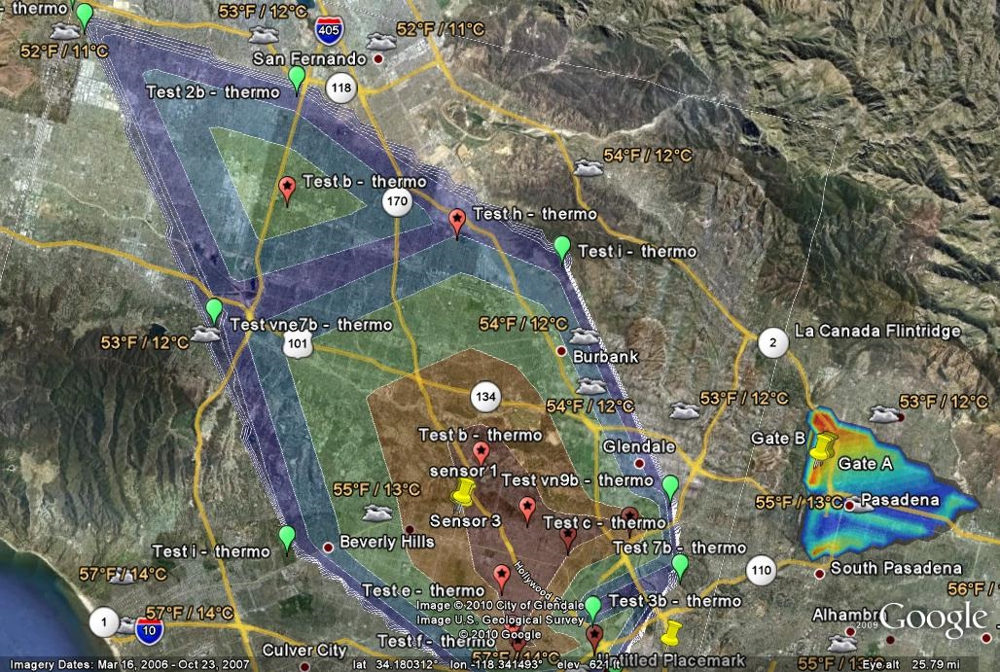 - thermo
53°F / 12°C
405
52°F / 11°C
52°F / 11°C
San Fernando
Test 2b - thermo
118
54°F / 12°C
Test b - thermo
170
Test h - thermo
Test i - thermo
Test vne7b - thermo
54°F / 12°C
53°F / 12°C
101
2
La Canada Flintridge
Burbank
134
54°F / 12°C
53°F / 12°C
53°F / 12°C
Test b - thermo
Gate B
Glendale
Gate A
sensor 1
Test vn9b - thermo
55°F / 13°C
55°F / 13°C
Pasadena
Sensor 3
Test c - thermo
Beverly Hills
Test i - thermo
Test 7b - thermo
57°F / 14°C
110
South Pasadena
Hollywood
Test e - thermo
56°F /
Image © 2010 City of Glendale
Test 3b - thermo
1
10
57°F / 14°C
Image U.S. Geological Survey
Alhambr
© 2010 Google
2009
Google
Test f - thermo
Culver City
57°F / 14°C
Untitled Placemark
Imagery Dates: Mar 16, 2006 - Oct 23, 2007
lat 34.180312° lon -118.341493° elev 621 ft
55°F / 13°C
Eye alt 25.79 mi